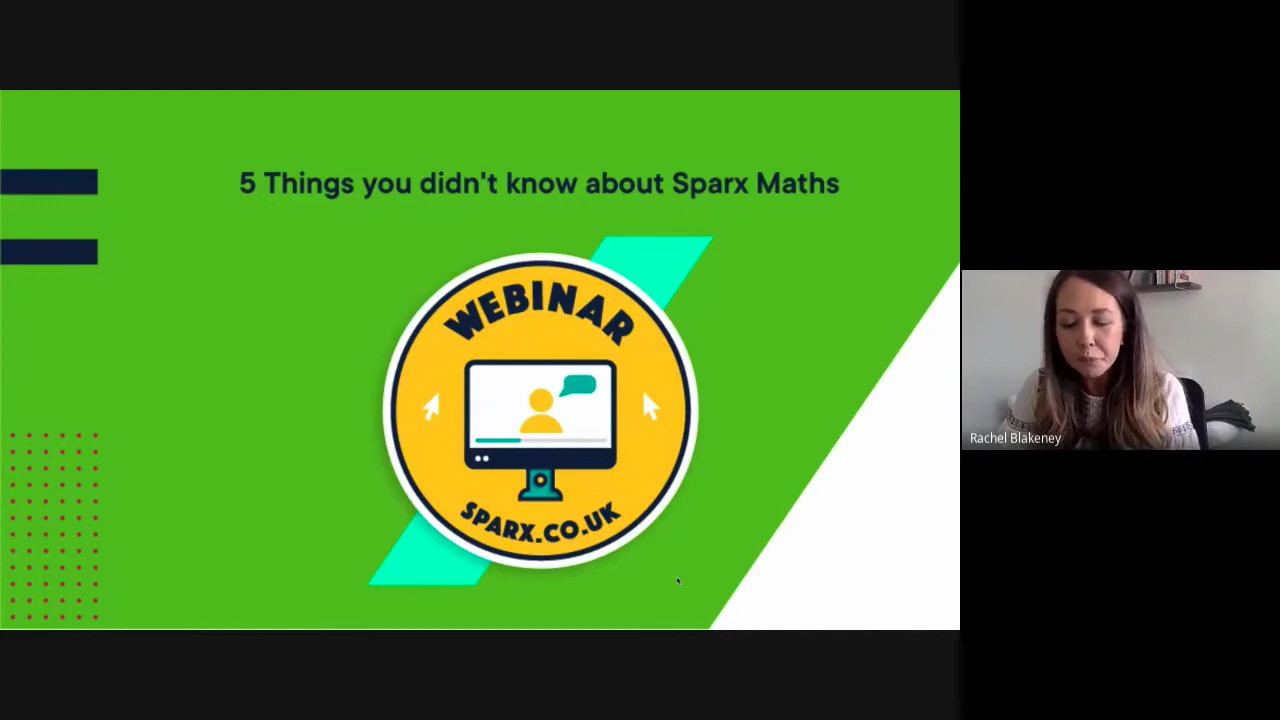 5 Things you didn't know about Sparx Maths
WEBINAR
SPARX.CO.UK
Rachel Blakeney